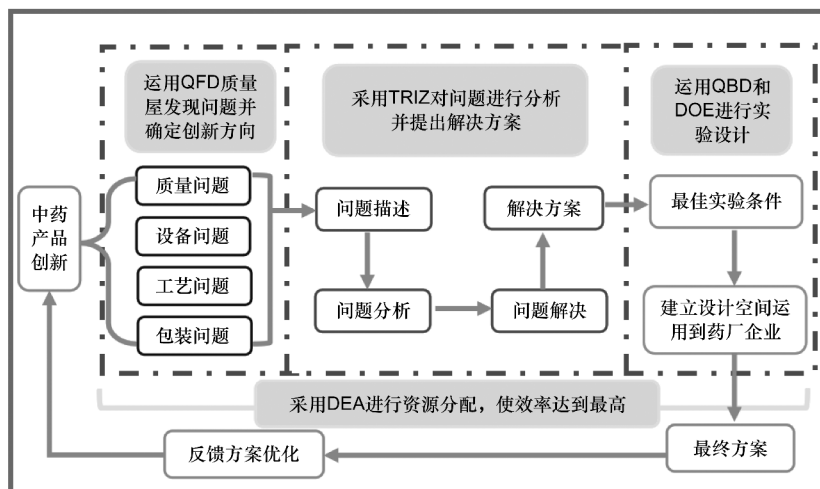 运用QFD质量
屋发现问题并
确定创新方向
采用TRIZ对问题进行分析
并提出解决方案
运用QBD和
DOE进行实
验设计
中药
产品
创新
质量问题
设备问题
工艺问题
包装问题
问题描述
问题分析
解决方案
问题解决
最佳实验条件
建立设计空间运
用到药厂企业
采用DEA进行资源分配，使效率达到最高
反馈方案优化
最终方案